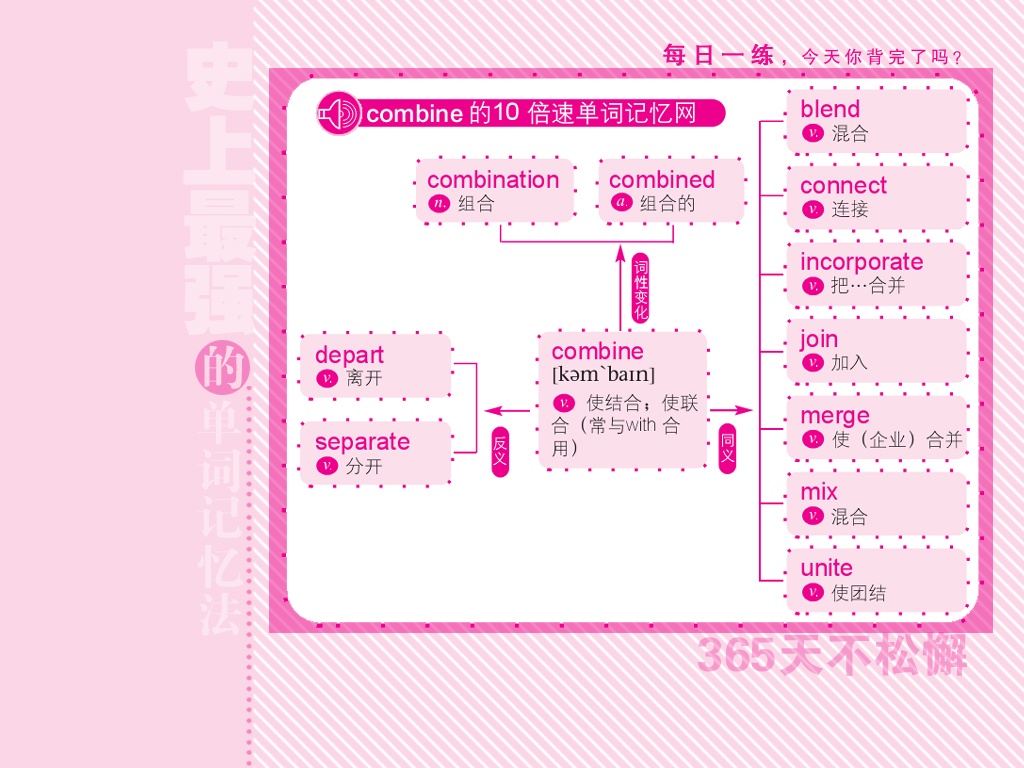 每日一练，今天你背完了吗?
史上最强的单词记忆法
combine 的10 倍速单词记忆网
combination
n. 组合
combined
a. 组合的
词性变化
combine
[kəm`baɪn]
v. 使结合；使联
合（常与with 合
用）
反义
depart
v. 离开
separate
v. 分开
同义
blend
v. 混合
connect
v. 连接
incorporate
v. 把…合并
join
v. 加入
merge
v. 使（企业）合并
mix
v. 混合
unite
v. 使团结
365天不松懈